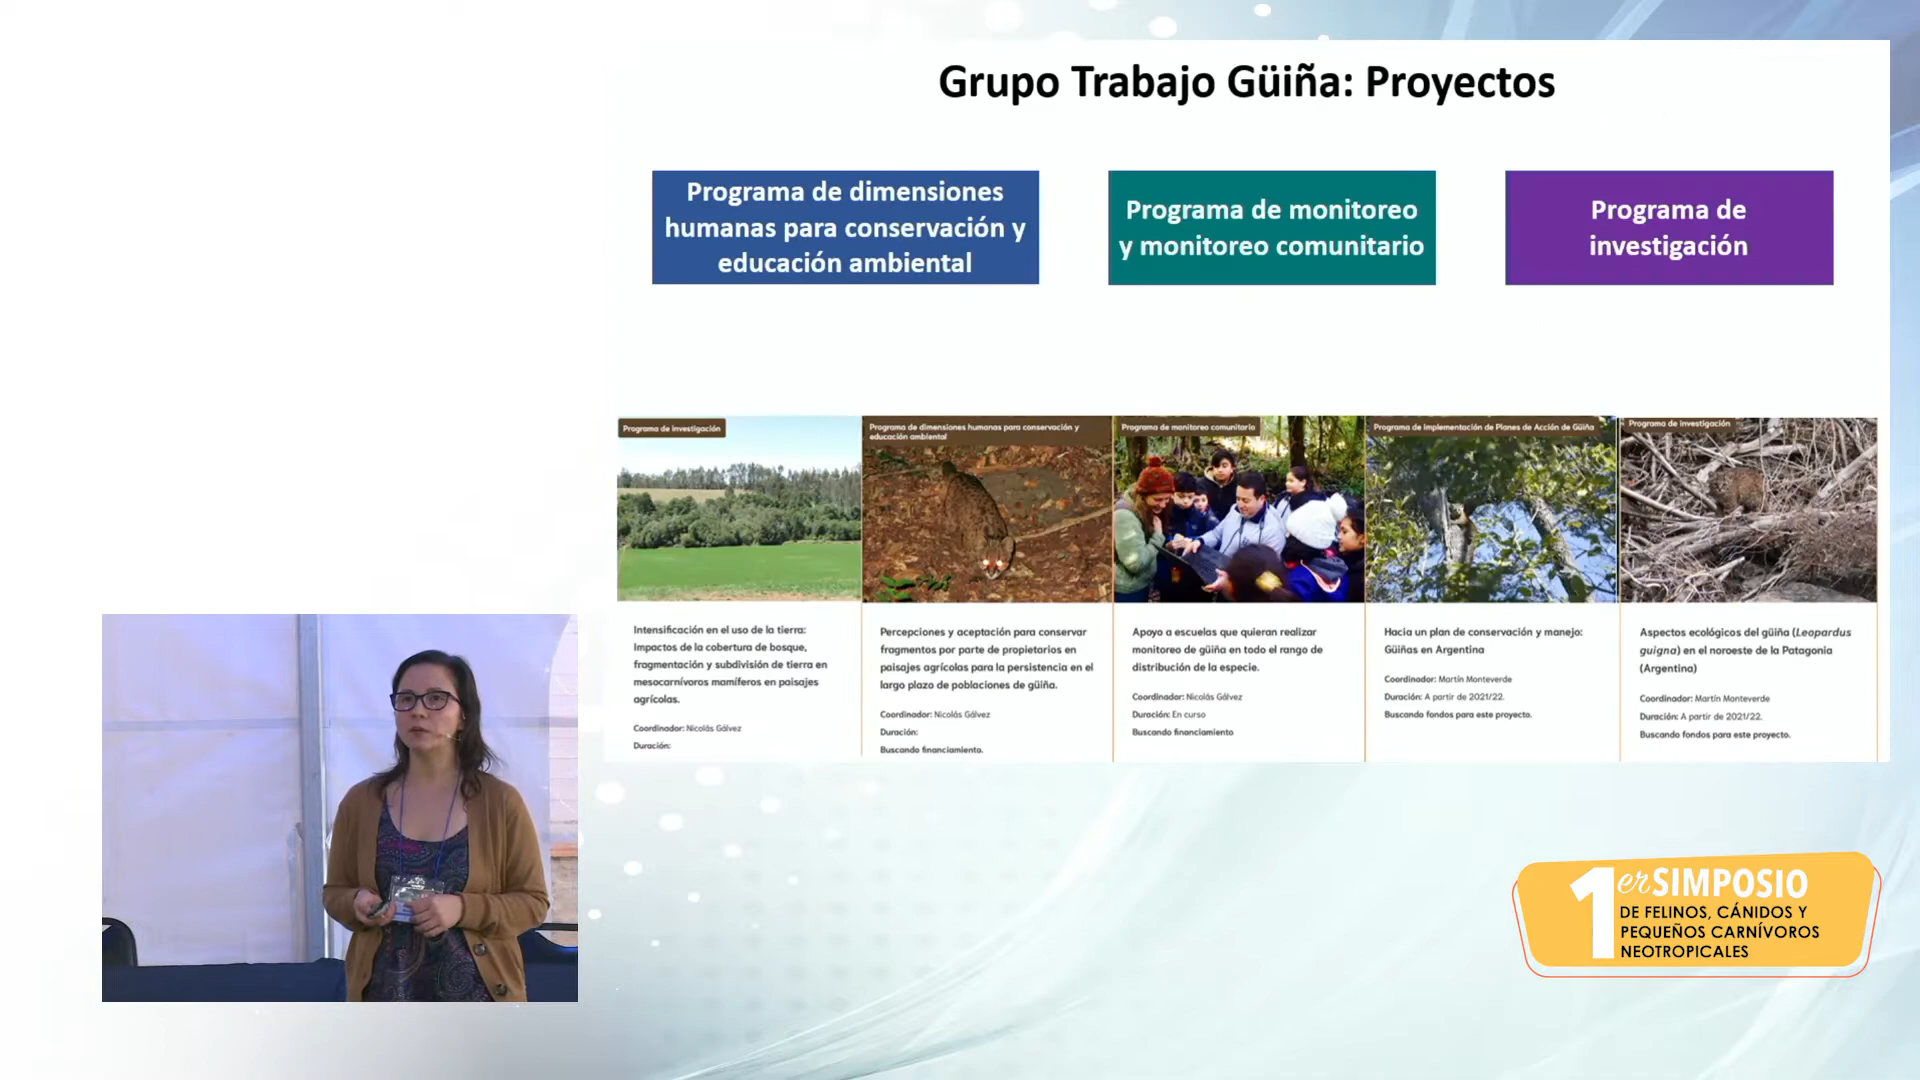 Grupo Trabajo Güiña: Proyectos
Programa de dimensiones
humanas para conservación y
educación ambiental
Programa de monitoreo
y monitoreo comunitario
Programa de
investigación
Programa de investigación
Intensificación en el uso de la tierra:
Impactos de la cobertura de bosque,
fragmentación y subdivisión de tierra en
mesocarnívoros mamíferos en paisajes
agrícolas.
Coordinador: Nicolás Gálvez
Duración:
Programa de dimensiones humanas para conservación y
educación ambiental
Percepciones y aceptación para conservar
fragmentos por parte de propietarios en
paisajes agrícolas para la persistencia en el
largo plazo de poblaciones de güiña.
Coordinador: Nicolás Gálvez
Duración:
Buscando financiamiento.
Programa de monitoreo comunitario
Apoyo a escuelas que quieran realizar
monitoreo de güiña en todo el rango de
distribución de la especie.
Coordinador: Nicolás Gálvez
Duración: En curso
Buscando financiamiento
Programa de implementación de Planes de Acción de Güiña
Hacia un plan de conservación y manejo:
Güiñas en Argentina
Coordinador: Martín Monteverde
Duración: A partir de 2021/22.
Buscando fondos para este proyecto.
Programa de investigación
Aspectos ecológicos del güiña (Leopardus
guigna) en el noroeste de la Patagonia
(Argentina)
Coordinador: Martín Monteverde
Duración: A partir de 2021/22.
Buscando fondos para este proyecto.
1er SIMPOSIO
DE FELINOS, CÁNIDOS Y
PEQUEÑOS CARNÍVOROS
NEOTROPICALES